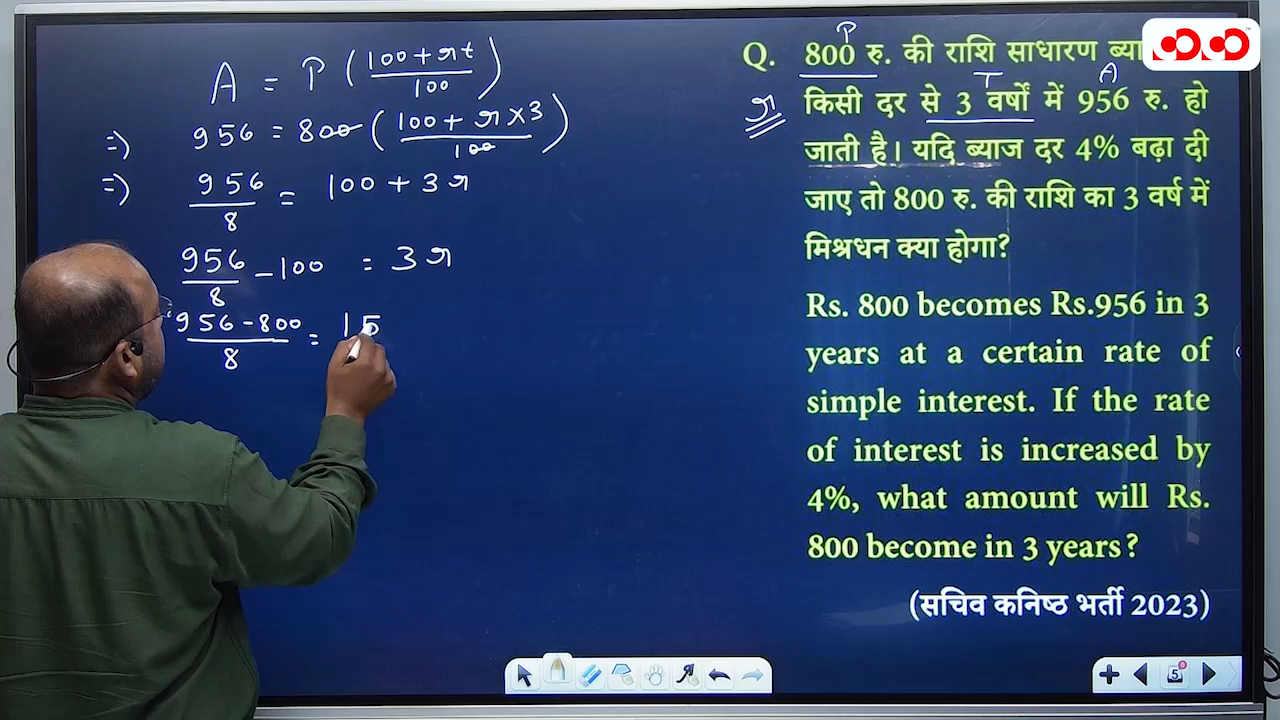 A = P (100+rt/100)
=) 956 = 800 (100+r×3/100)
=) 956/8 = 100 + 3r
956/8 - 100 = 3r
956-800/8 = 15
P
Q. 800 रु. की राशि साधारण
T A
r किसी दर से 3 वर्षों में 956 रु. हो
जाती है। यदि ब्याज दर 4% बढ़ा दी
जाए तो 800 रु. की राशि का 3 वर्ष में
मिश्रधन क्या होगा?
Rs. 800 becomes Rs.956 in 3
years at a certain rate of
simple interest. If the rate
of interest is increased by
4%, what amount will Rs.
800 become in 3 years?
(सचिव कनिष्ठ भर्ती 2023)
5